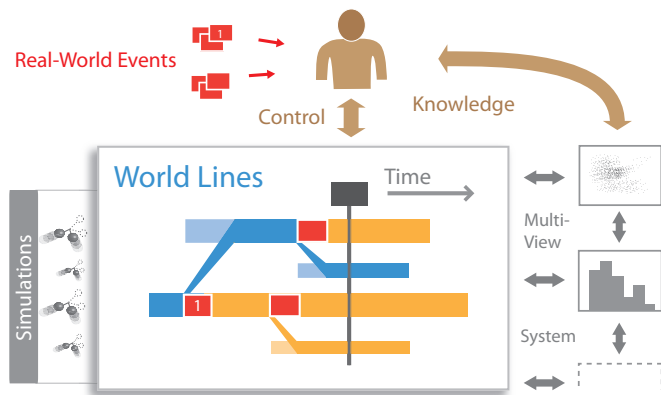 1
Real-World Events
Knowledge
Control
World Lines
Time
Multi-
View
Simulations
1
System